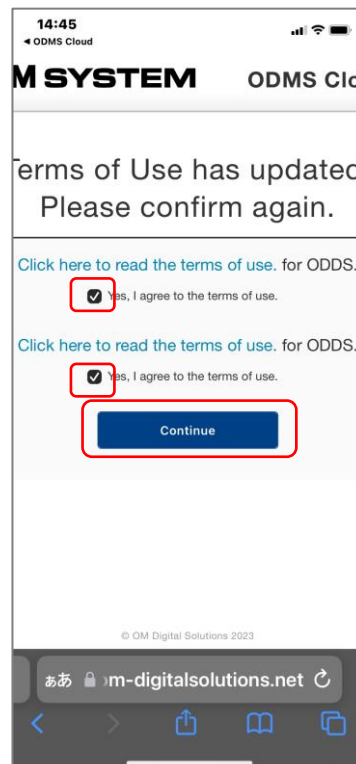 14:45
◀ ODMS Cloud
M SYSTEM ODMS Clo
Terms of Use has updated
Please confirm again.
Click here to read the terms of use. for ODDS.
Yes, I agree to the terms of use.
Click here to read the terms of use. for ODDS.
Yes, I agree to the terms of use.
Continue
© OM Digital Solutions 2023
ぁあ m-digitalsolutions.net